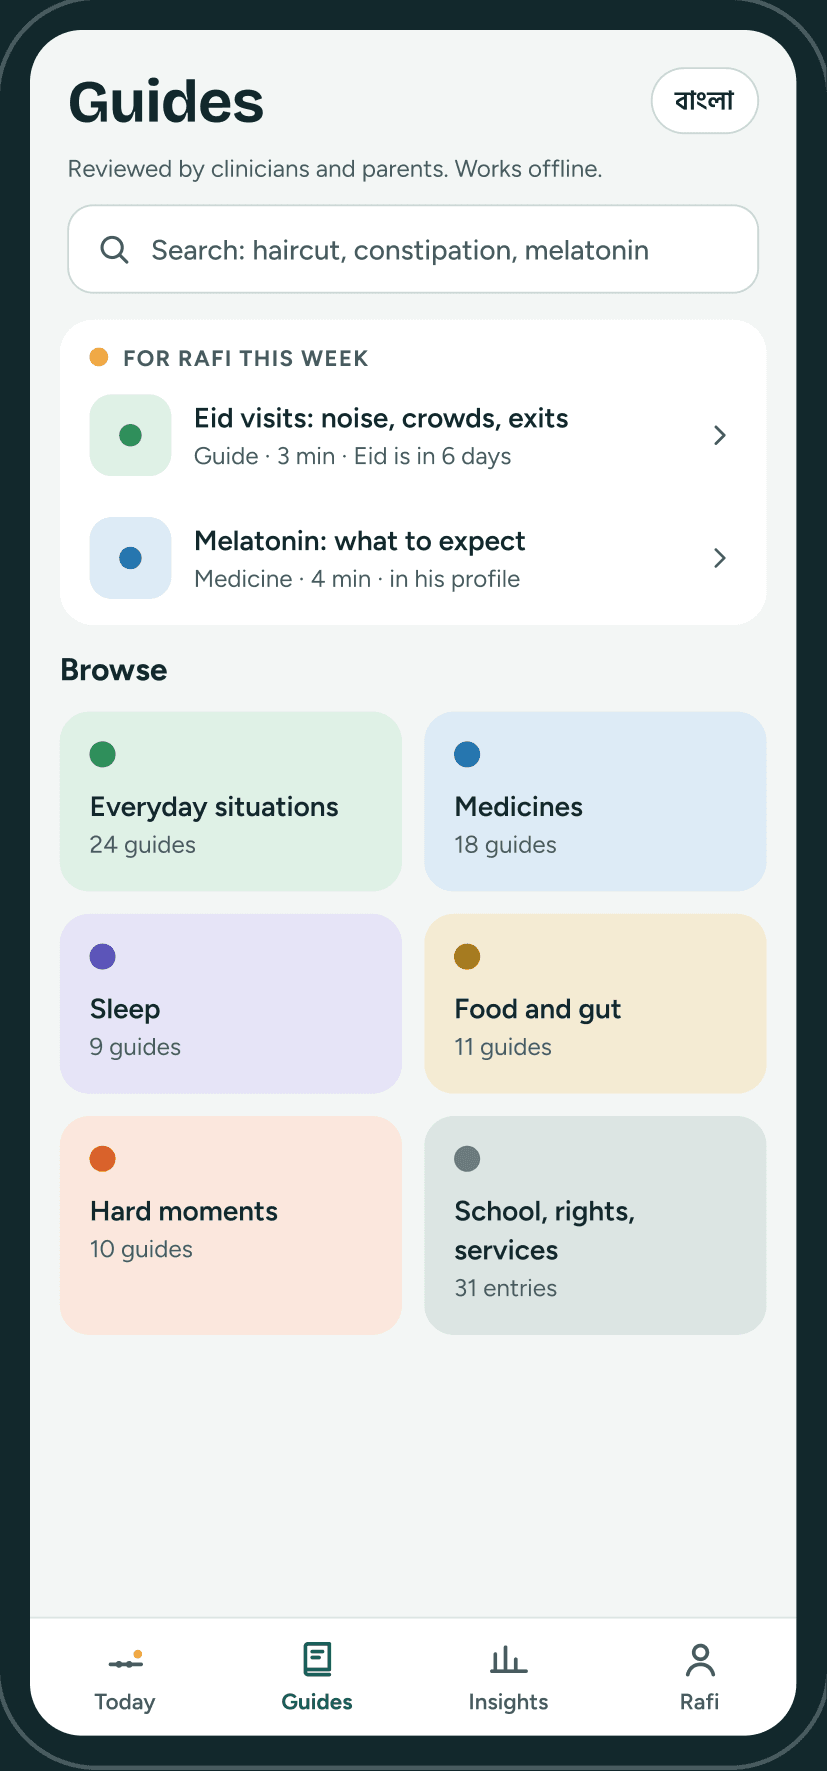 Guides
বাংলা
Reviewed by clinicians and parents. Works offline.
Search: haircut, constipation, melatonin
FOR RAFI THIS WEEK
Eid visits: noise, crowds, exits
Guide · 3 min · Eid is in 6 days
Melatonin: what to expect
Medicine · 4 min · in his profile
Browse
Everyday situations
24 guides
Medicines
18 guides
Sleep
9 guides
Food and gut
11 guides
Hard moments
10 guides
School, rights,
services
31 entries
Today
Guides
Insights
Rafi